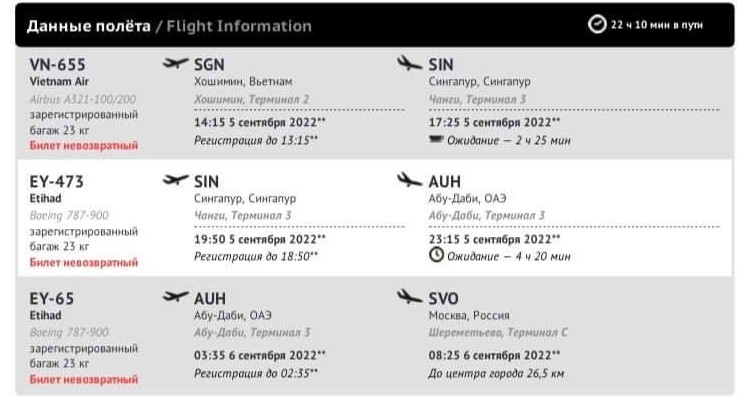 Данные полёта / Flight Information
22 ч 10 мин в пути
VN-655
Vietnam Air
Airbus A321-100/200
зарегистрированный
багаж 23 кг
Билет невозвратный
SGN
Хошимин, Вьетнам
Хошимин, Терминал 2
14:15 5 сентября 2022**
Регистрация до 13:15**
SIN
Сингапур, Сингапур
Чанги, Терминал 3
17:25 5 сентября 2022**
Ожидание — 2 ч 25 мин
EY-473
Etihad
Boeing 787-900
зарегистрированный
багаж 23 кг
Билет невозвратный
SIN
Сингапур, Сингапур
Чанги, Терминал 3
19:50 5 сентября 2022**
Регистрация до 18:50**
AUH
Абу-Даби, ОАЭ
Абу-Даби, Терминал 3
23:15 5 сентября 2022**
Ожидание — 4 ч 20 мин
EY-65
Etihad
Boeing 787-900
зарегистрированный
багаж 23 кг
Билет невозвратный
AUH
Абу-Даби, ОАЭ
Абу-Даби, Терминал 3
03:35 6 сентября 2022**
Регистрация до 02:35**
SVO
Москва, Россия
Шереметьево, Терминал C
08:25 6 сентября 2022**
До центра города 26,5 км